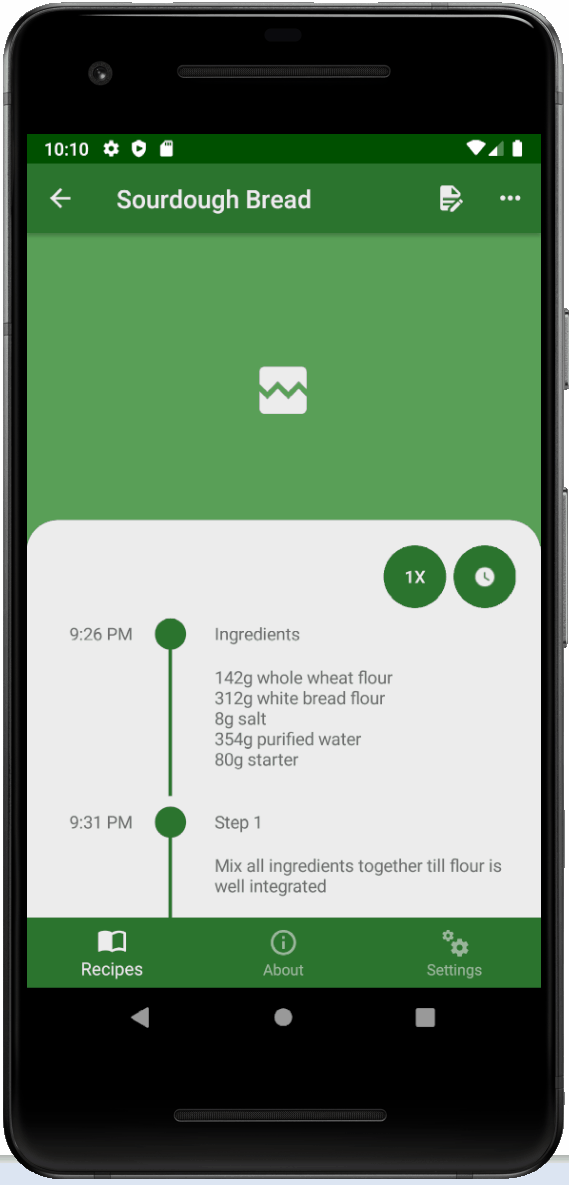 10:10
Sourdough Bread
1X
9:26 PM
Ingredients
142g whole wheat flour
312g white bread flour
8g salt
354g purified water
80g starter
9:31 PM
Step 1
Mix all ingredients together till flour is
well integrated
Recipes
About
Settings